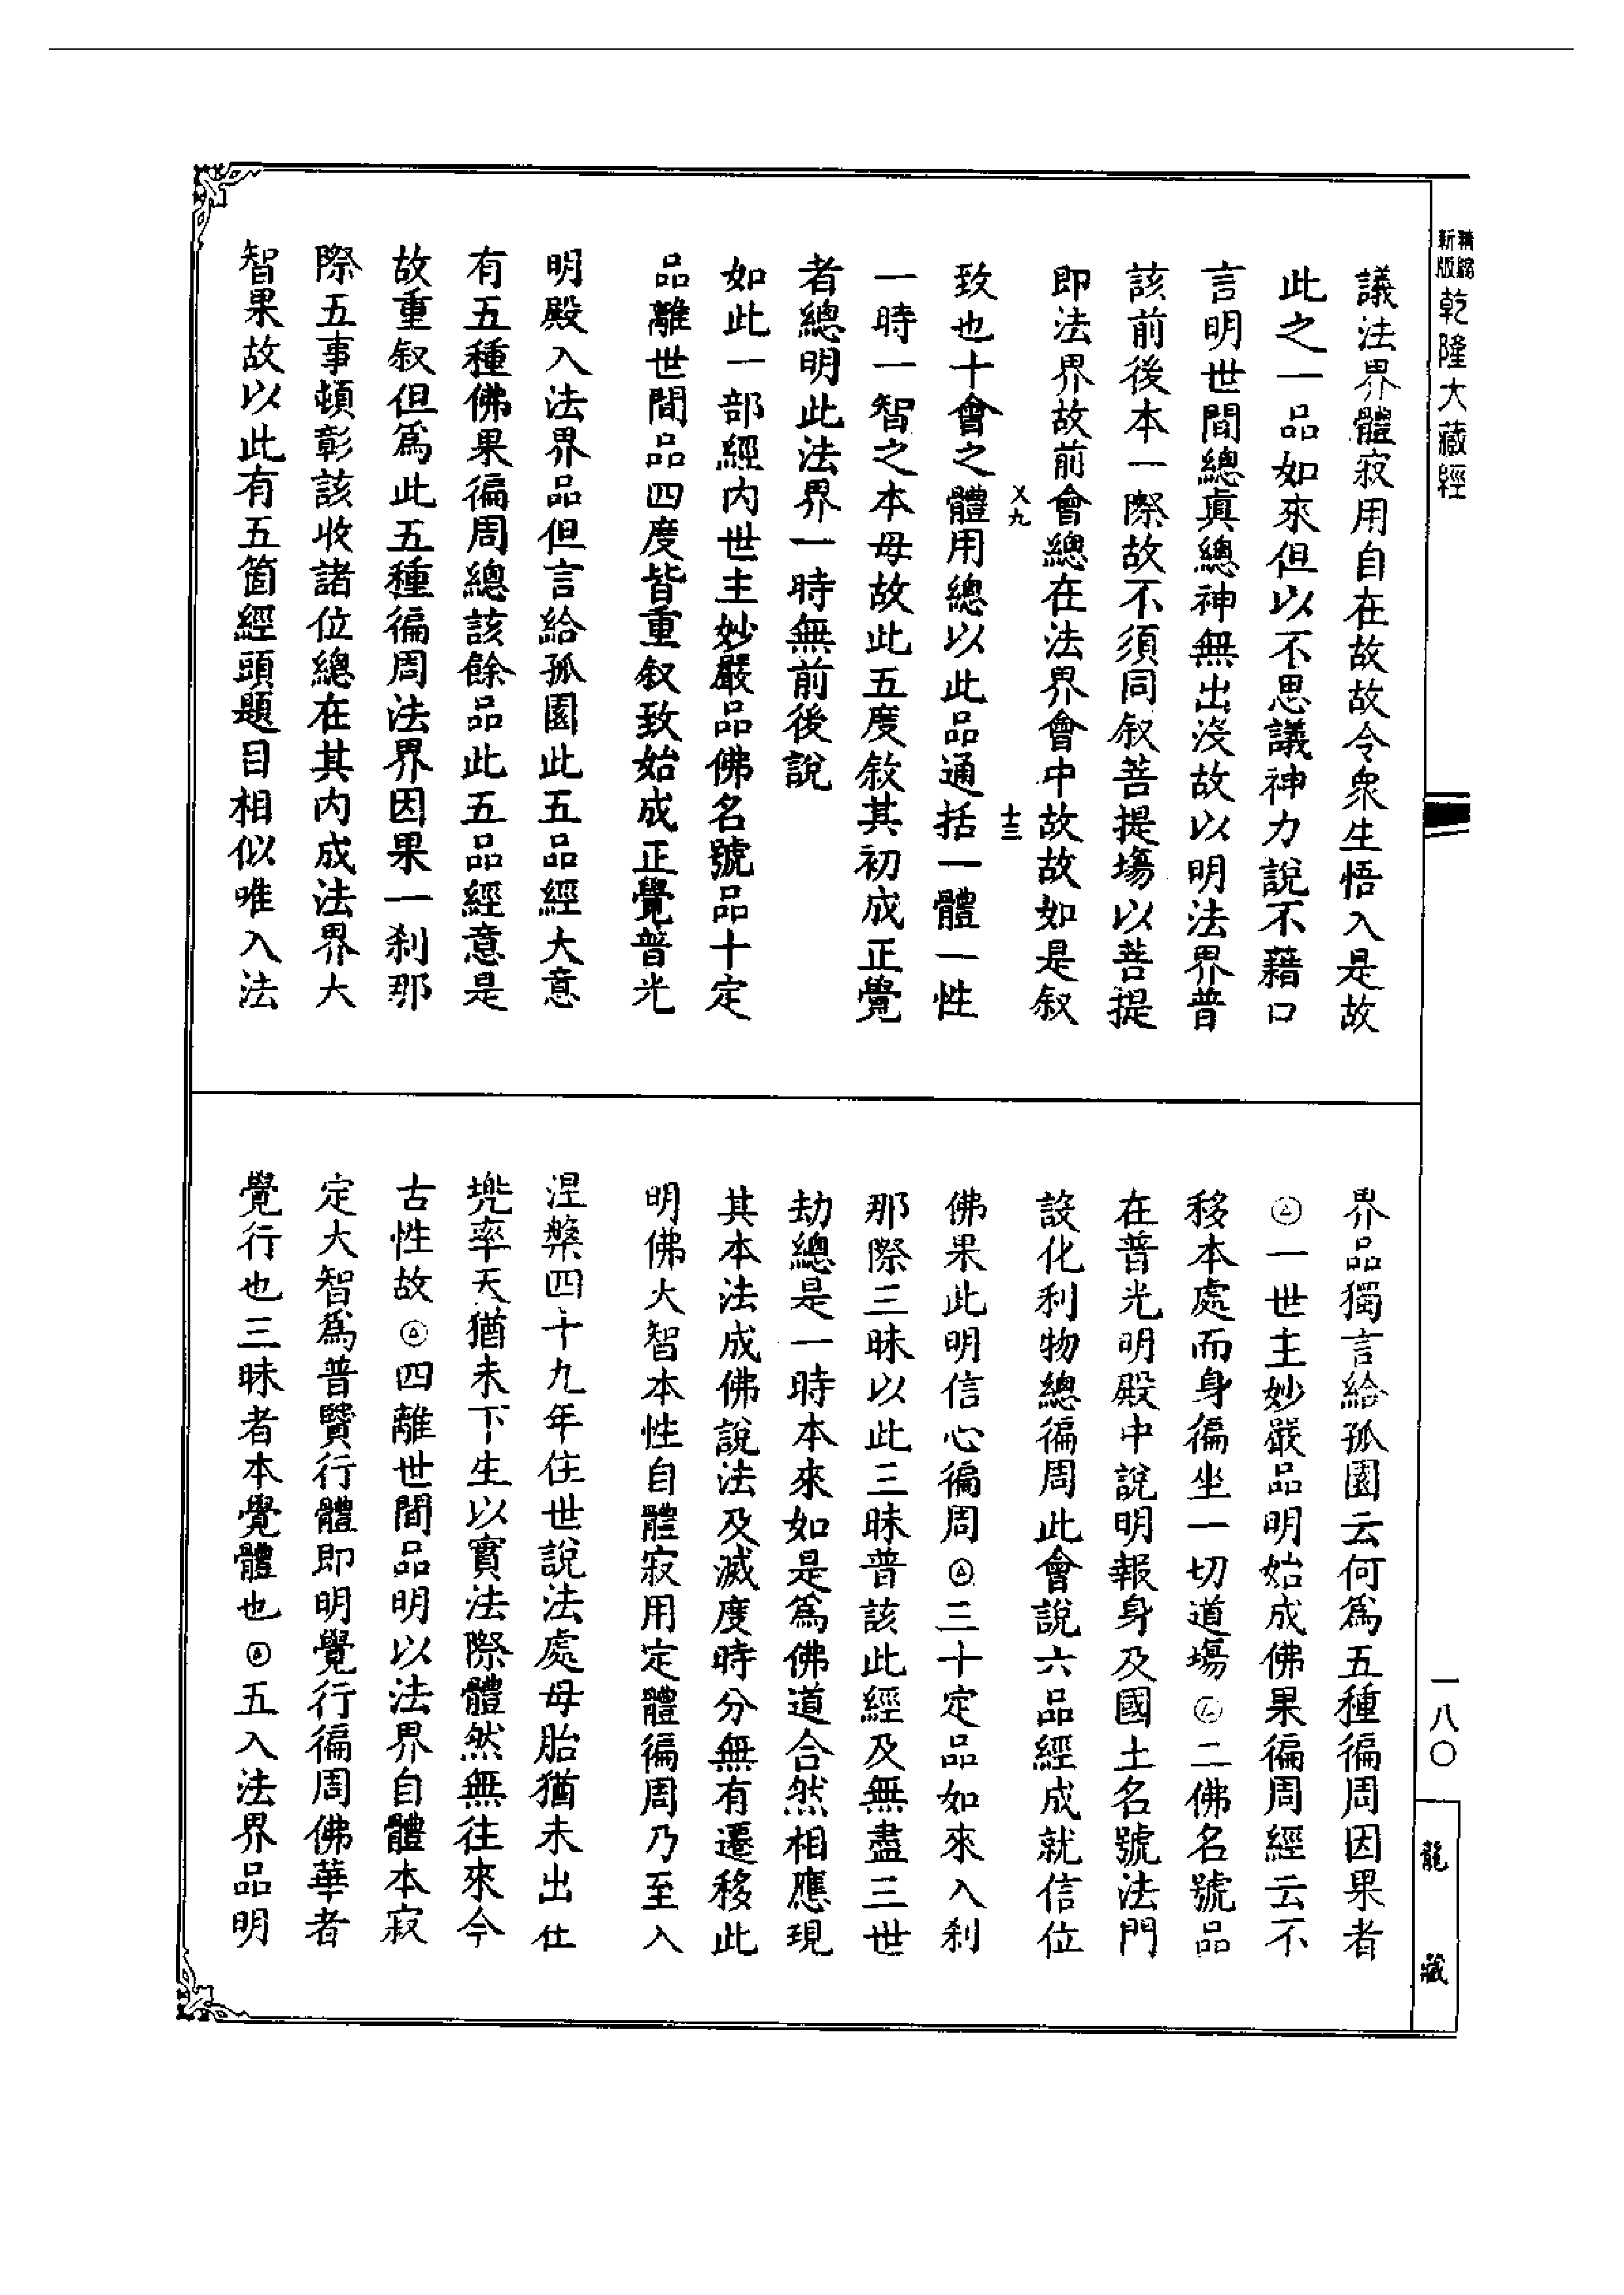 精縮新版乾隆大藏經
議法界體寂用自在故故令衆生悟入是故
此之一品如來但以不思議神力說不藉口
言明世間總眞總神無出沒故以明法界普
該前後本一際故不須同叙菩提塲以菩提
即法界故前會總在法界會中故故如是叙
㐅九
十三
致也十會之體用總以此品通括一體一性
一時一智之本母故此五度敘其初成正覺
者總明此法界一時無前後說
如此一部經內世主妙嚴品佛名號品十定
品離世間品四度皆重叙致始成正覺普光
明殿入法界品但言給孤園此五品經大意
有五種佛果徧周總該餘品此五品經意是
故重叙但爲此五種徧周法界因果一刹那
際五事頓彰該收諸位總在其內成法界大
智果故以此有五箇經頭題目相似唯入法
界品獨言給孤園云何爲五種徧周因果者
一世主妙嚴品明始成佛果徧周經云不
移本處而身徧坐一切道塲二佛名號品
在普光明殿中說明報身及國土名號法門
設化利物總徧周此會說六品經成就信位
佛果此明信心徧周三十定品如來入刹
那際三昧以此三昧普該此經及無盡三世
劫總是一時本來如是爲佛道合然相應現
其本法成佛說法及滅度時分無有遷移此
明佛大智本性自體寂用定體徧周乃至入
涅槃四十九年住世說法處母胎猶未出住
兠率天猶未下生以實法際體然無往來今
古性故四離世間品明以法界自體本寂
定大智爲普賢行體即明覺行徧周佛華者
覺行也三昧者本覺體也五入法界品明
一八〇
龍藏